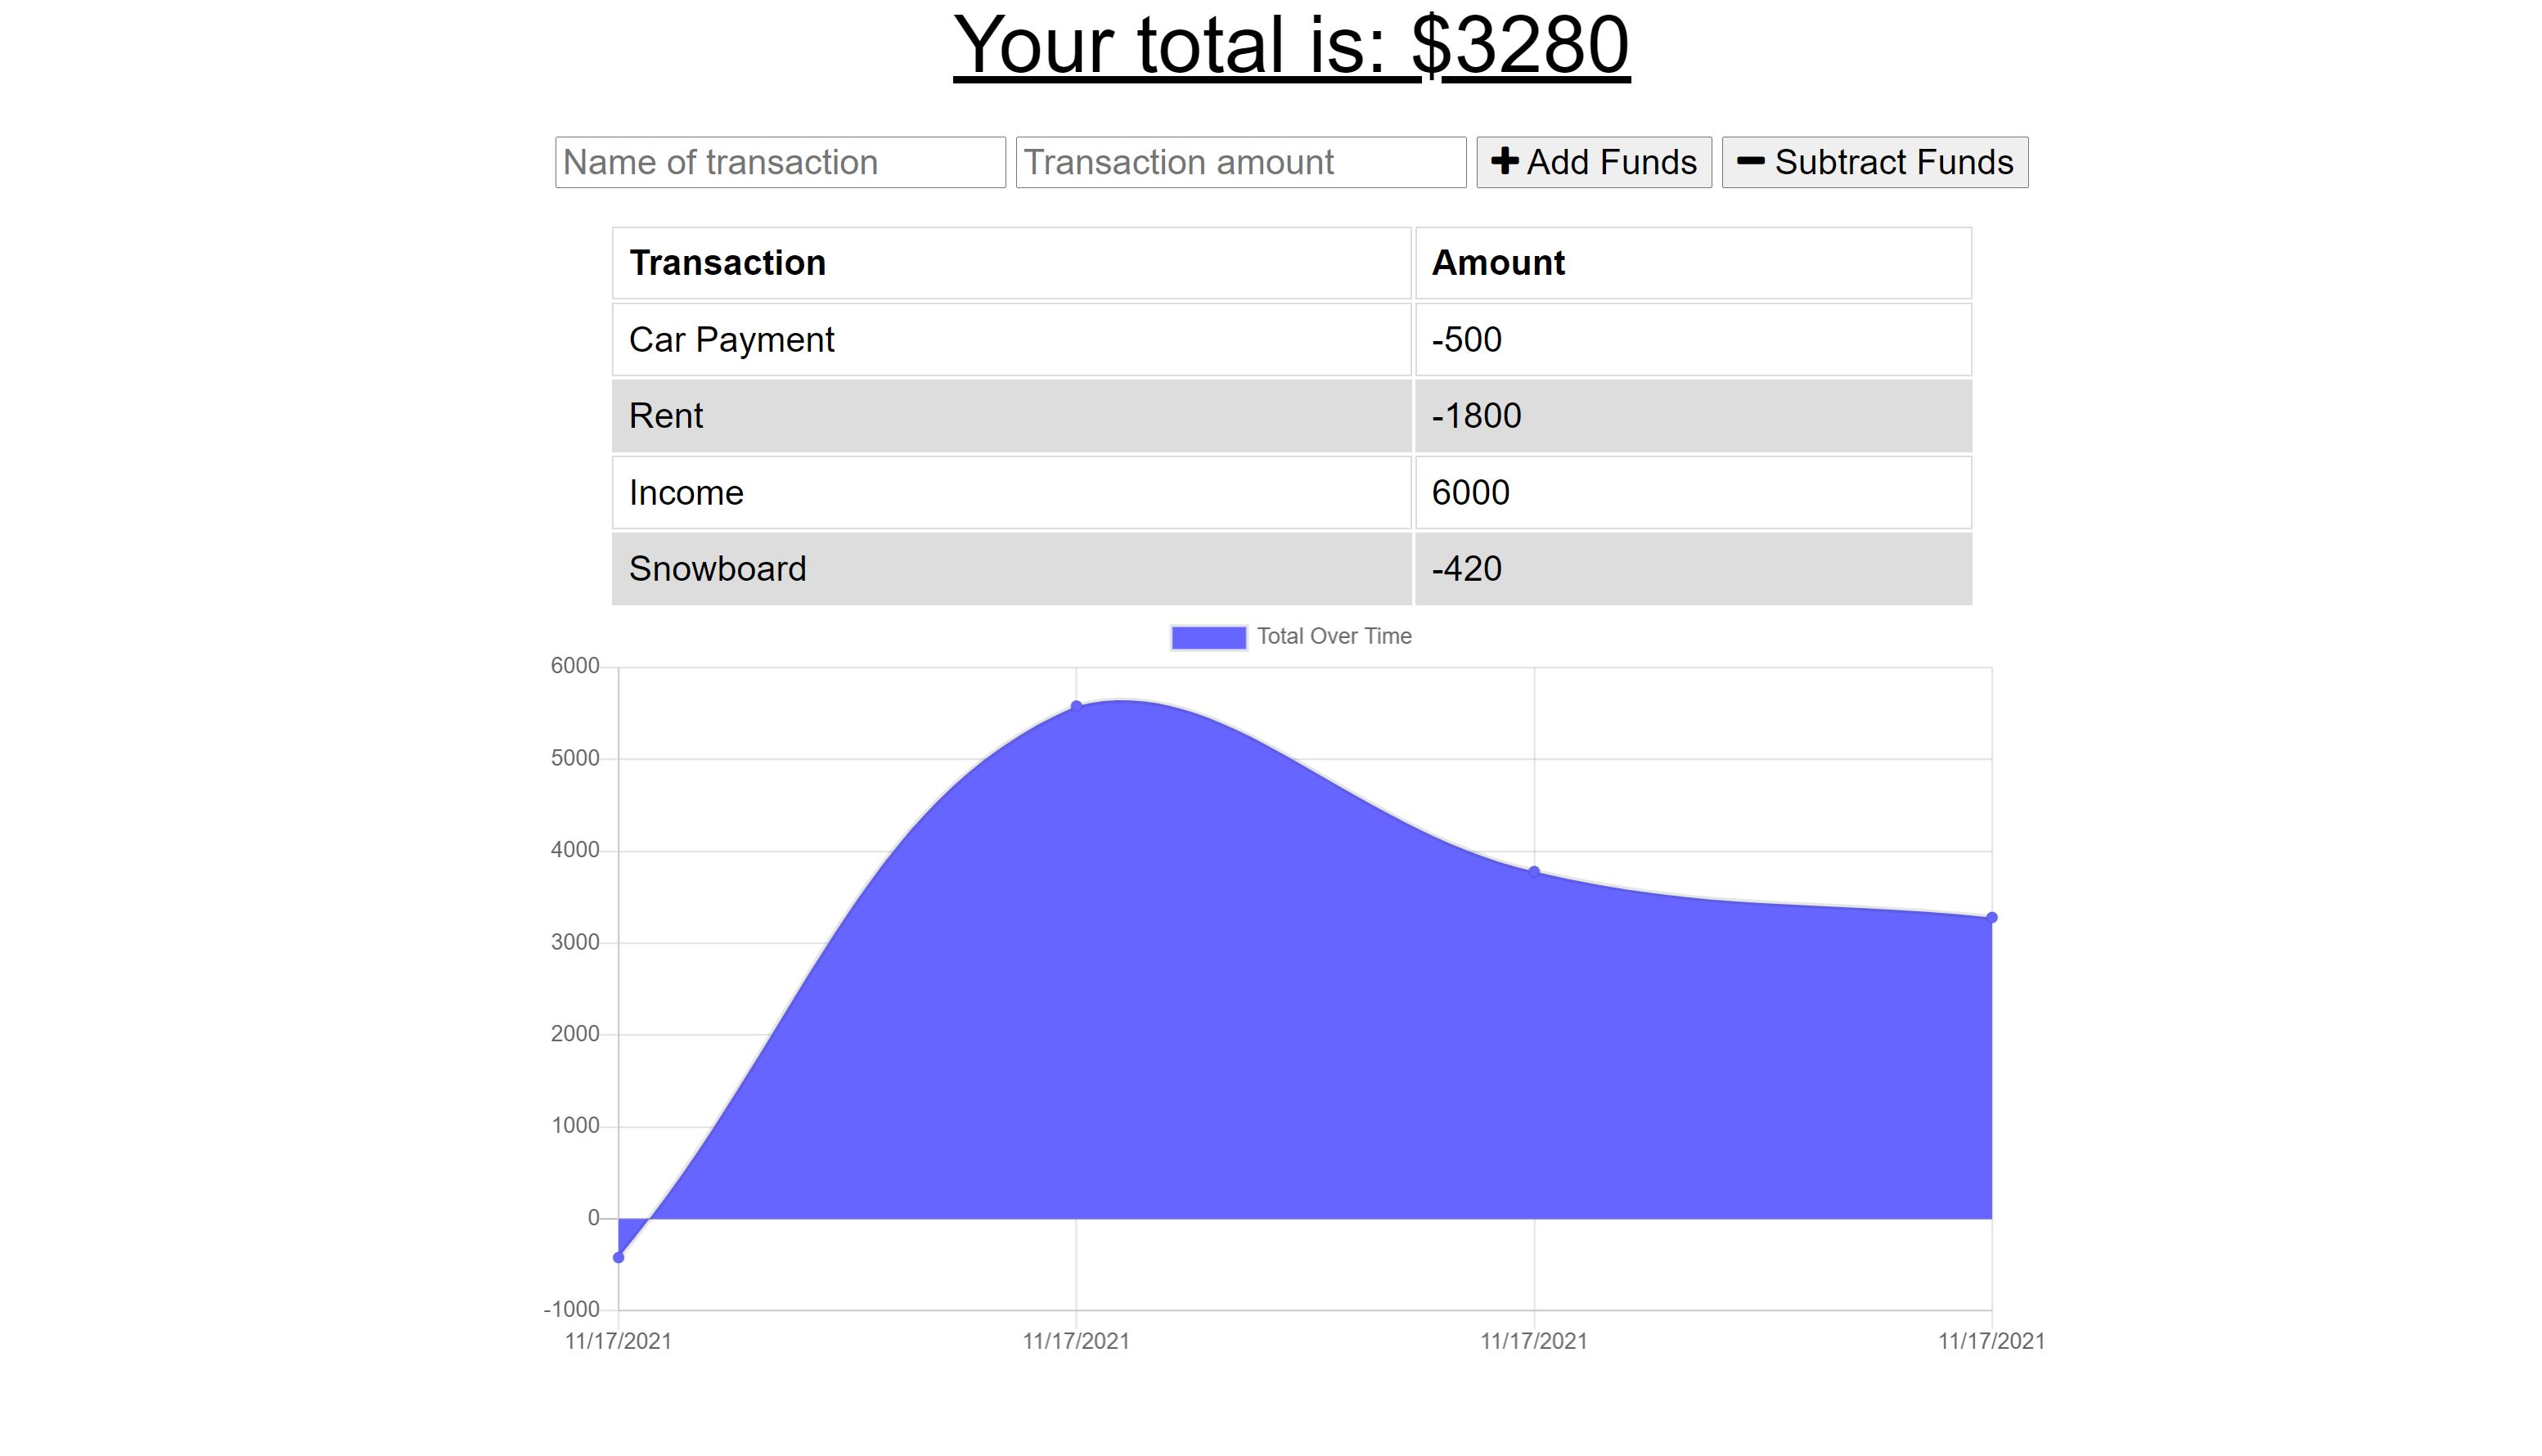 Your total is: $3280
Name of transaction Transaction amount Add Funds Subtract Funds
Transaction Amount
Car Payment -500
Rent -1800
Income 6000
Snowboard -420
Total Over Time
6000
5000
4000
3000
2000
1000
0
-1000
11/17/2021 11/17/2021 11/17/2021 11/17/2021